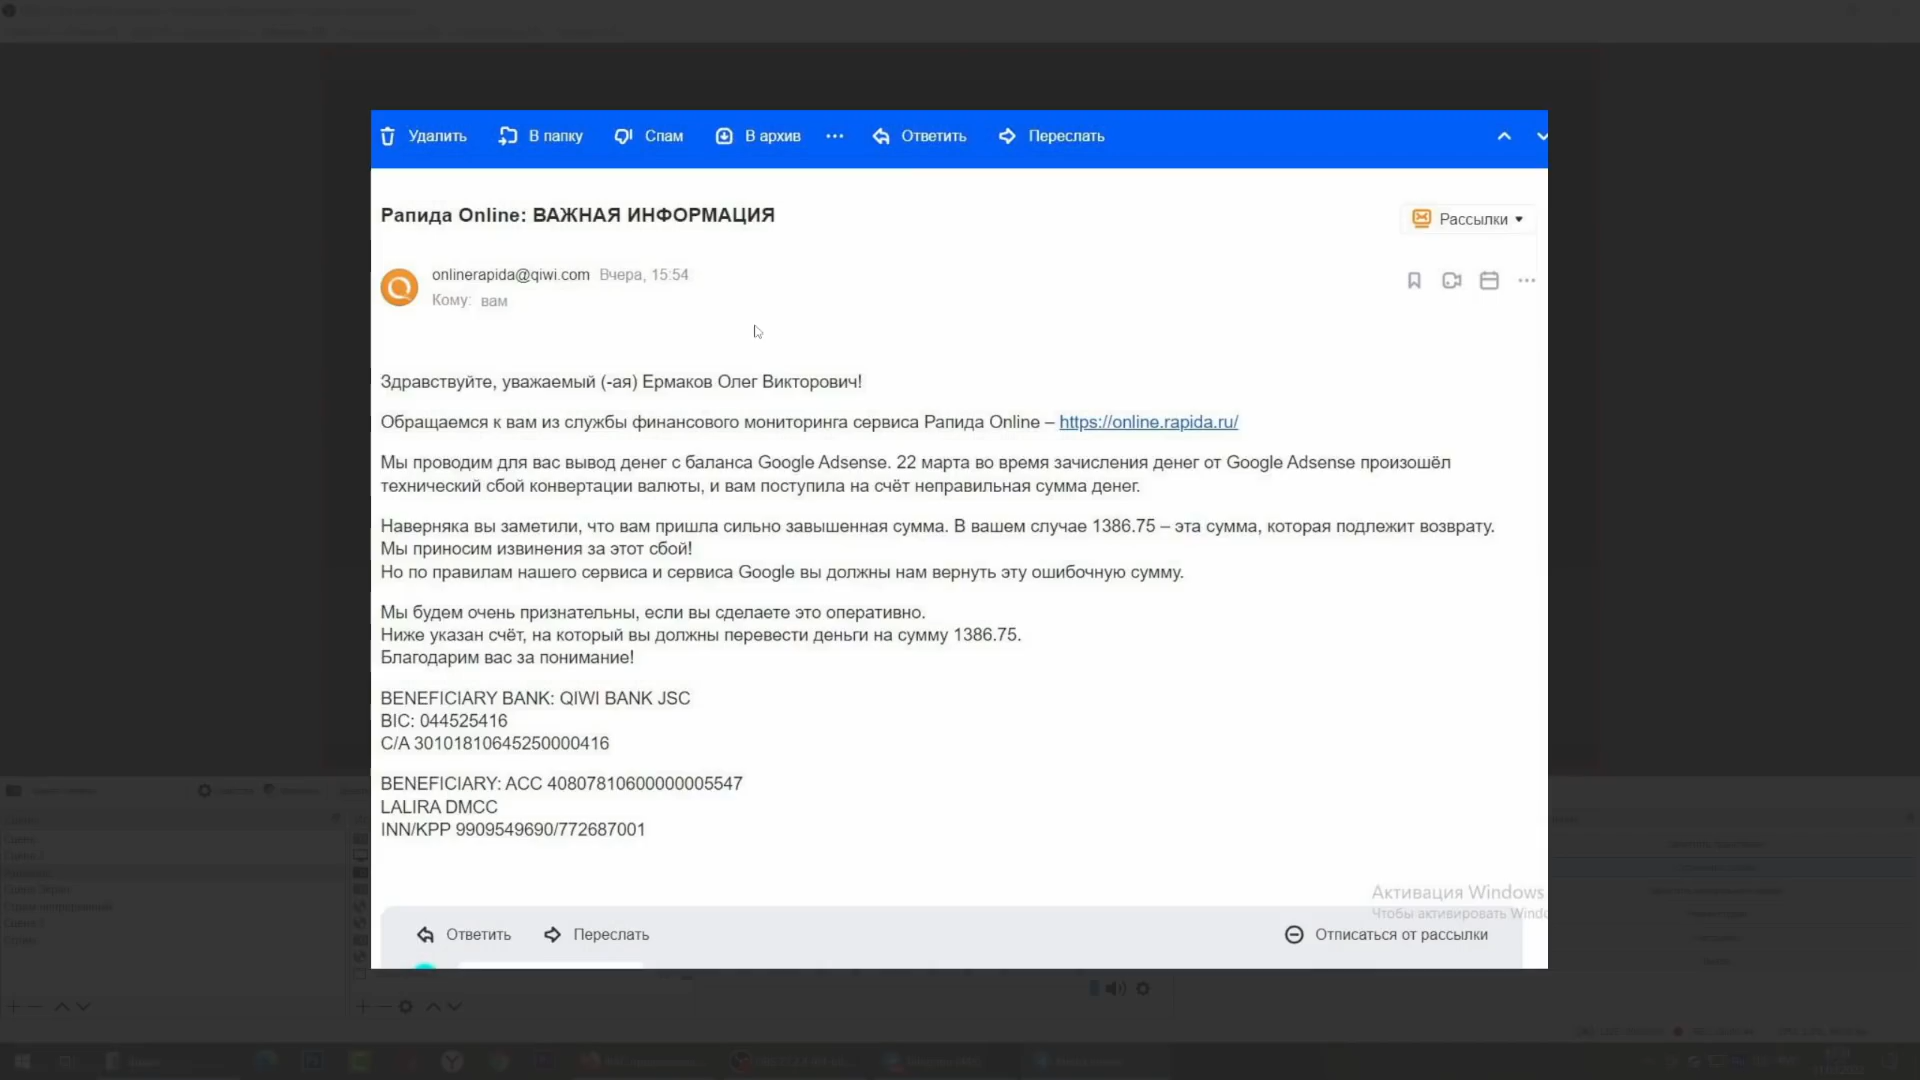 Удалить В папку Спам В архив ... Ответить Переслать
Рапида Online: ВАЖНАЯ ИНФОРМАЦИЯ
Рассылки
onlinerapida@qiwi.com Вчера, 15:54
Кому: вам
Здравствуйте, уважаемый (-ая) Ермаков Олег Викторович!
Обращаемся к вам из службы финансового мониторинга сервиса Рапида Online – https://online.rapida.ru/
Мы проводим для вас вывод денег с баланса Google Adsense. 22 марта во время зачисления денег от Google Adsense произошёл
технический сбой конвертации валюты, и вам поступила на счёт неправильная сумма денег.
Наверняка вы заметили, что вам пришла сильно завышенная сумма. В вашем случае 1386.75 – эта сумма, которая подлежит возврату.
Мы приносим извинения за этот сбой!
Но по правилам нашего сервиса и сервиса Google вы должны нам вернуть эту ошибочную сумму.
Мы будем очень признательны, если вы сделаете это оперативно.
Ниже указан счёт, на который вы должны перевести деньги на сумму 1386.75.
Благодарим вас за понимание!
BENEFICIARY BANK: QIWI BANK JSC
BIC: 044525416
C/A 30101810645250000416
BENEFICIARY: ACC 40807810600000005547
LALIRA DMCC
INN/KPP 9909549690/772687001
Активация Windows
Чтобы активировать Windo
Ответить Переслать
Отписаться от рассылки